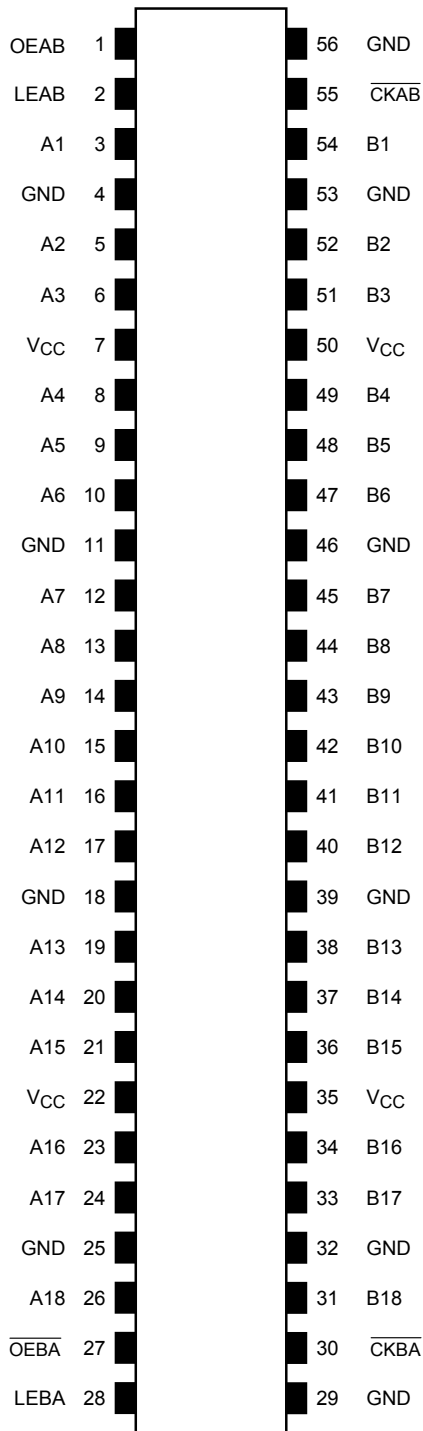 OEAB 1 56 GND
LEAB 2 55 CKAB
A1 3 54 B1
GND 4 53 GND
A2 5 52 B2
A3 6 51 B3
VCC 7 50 VCC
A4 8 49 B4
A5 9 48 B5
A6 10 47 B6
GND 11 46 GND
A7 12 45 B7
A8 13 44 B8
A9 14 43 B9
A10 15 42 B10
A11 16 41 B11
A12 17 40 B12
GND 18 39 GND
A13 19 38 B13
A14 20 37 B14
A15 21 36 B15
VCC 22 35 VCC
A16 23 34 B16
A17 24 33 B17
GND 25 32 GND
A18 26 31 B18
OEBA 27 30 CKBA
LEBA 28 29 GND